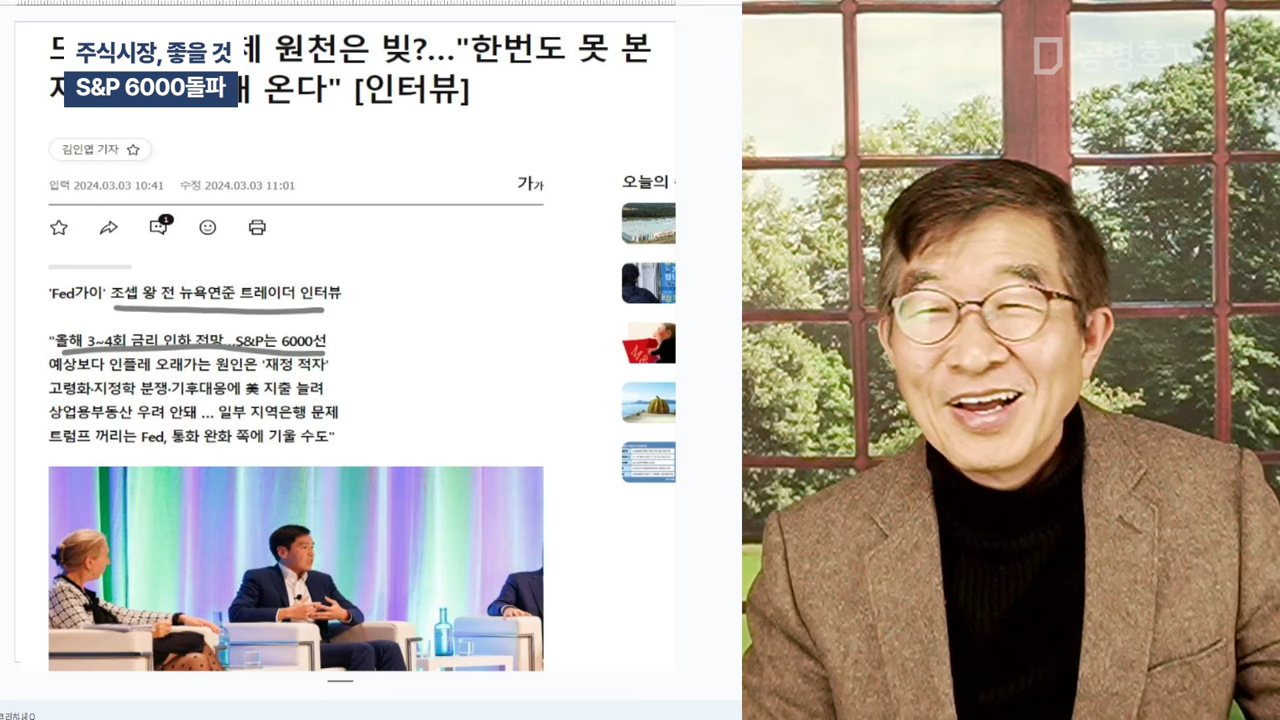 주식시장, 좋을 것
S&P 6000돌파
원천은 빚?..."한번도 못 본
온다" [인터뷰]
김인엽 기자
입력 2024.03.03 10:41 수정 2024.03.03 11:01
가가
오늘의
1
'Fed가이' 조셉 왕 전 뉴욕연준 트레이더 인터뷰
"올해 3~4회 금리 인하 전망...S&P는 6000선
예상보다 인플레 오래가는 원인은 '재정 적자'
고령화·지정학 분쟁·기후대응에 美 지출 늘려
상업용부동산 우려 안돼 ... 일부 지역은행 문제
트럼프 꺼리는 Fed, 통화 완화 쪽에 기울 수도"
공병호TV